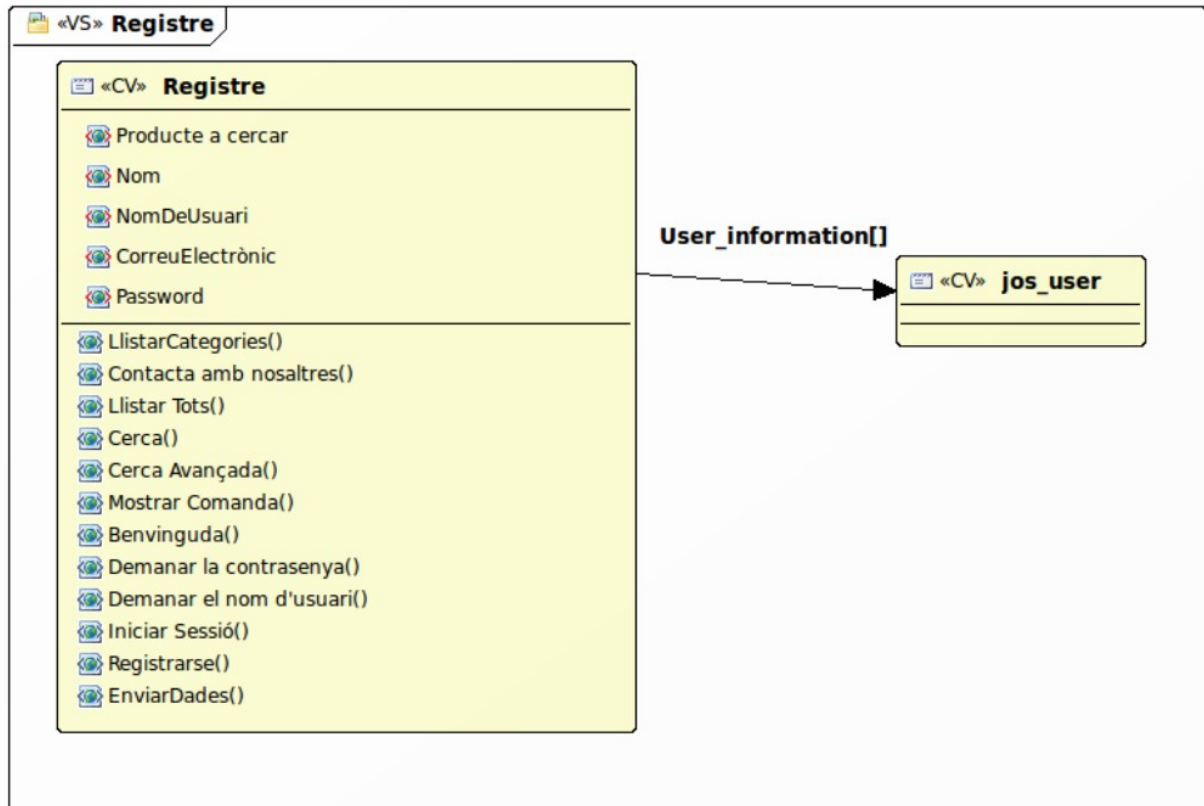 «VS» Registre
«CV» Registre
Producte a cercar
Nom
NomDeUsuari
CorreuElectrònic
Password
LlistarCategories()
Contacta amb nosaltres()
Llistar Tots()
Cerca()
Cerca Avançada()
Mostrar Comanda()
Benvinguda()
Demanar la contrasenya()
Demanar el nom d'usuari()
Iniciar Sessió()
Registrarse()
EnviarDades()
User_information[]
«CV» jos_user